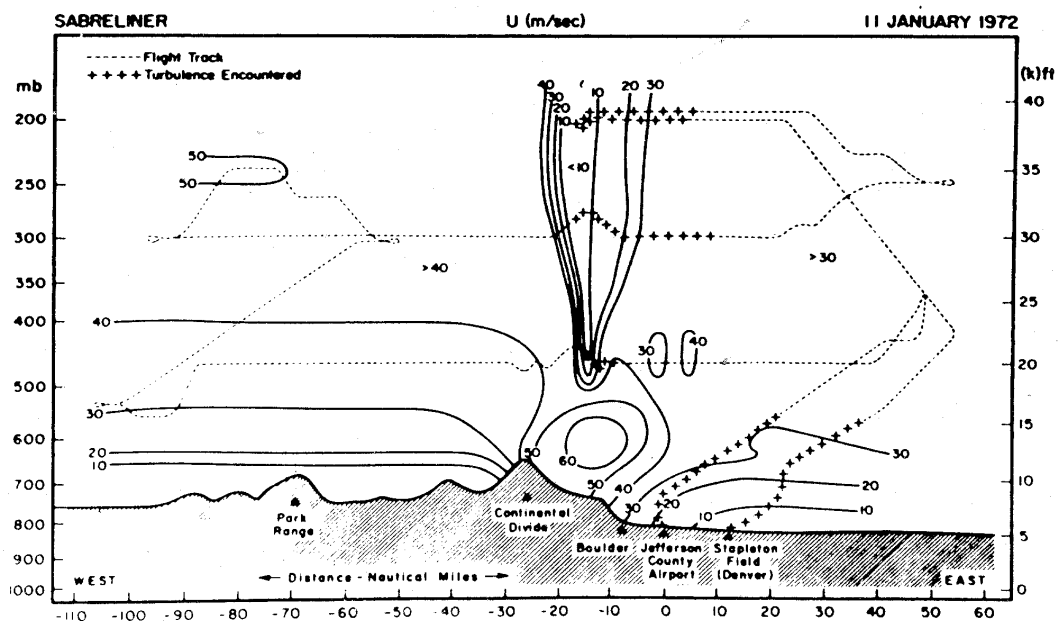 SABRELINER U (m/sec) 11 JANUARY 1972
Flight Track
++++ Turbulence Encountered
mb (k)ft
40 30 20 10 10 20 30
200 40
50
<10
35
50
250
300 30
>40 >30
350
25
400 40
30 40
20
500
30 15
600 50 60 30
20
10
700 50 40 10
30 20 20
10 10
800 Park Range
Continental Divide
Boulder
Jefferson County Airport
Stapleton Field (Denver)
5
900
WEST Distance - Nautical Miles EAST
1000 0
-110 -100 -90 -80 -70 -60 -50 -40 -30 -20 -10 0 10 20 30 40 50 60